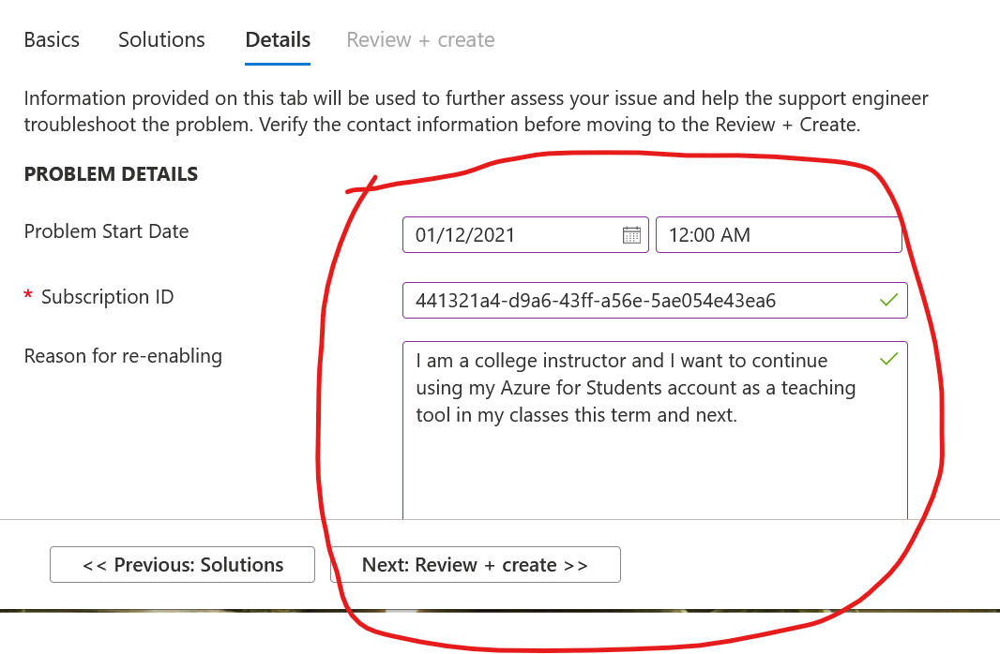 Basics Solutions Details Review + create
Information provided on this tab will be used to further assess your issue and help the support engineer
troubleshoot the problem. Verify the contact information before moving to the Review + Create.
PROBLEM DETAILS
Problem Start Date 01/12/2021 12:00 AM
* Subscription ID 441321a4-d9a6-43ff-a56e-5ae054e43ea6
Reason for re-enabling I am a college instructor and I want to continue
using my Azure for Students account as a teaching
tool in my classes this term and next.
<< Previous: Solutions Next: Review + create >>